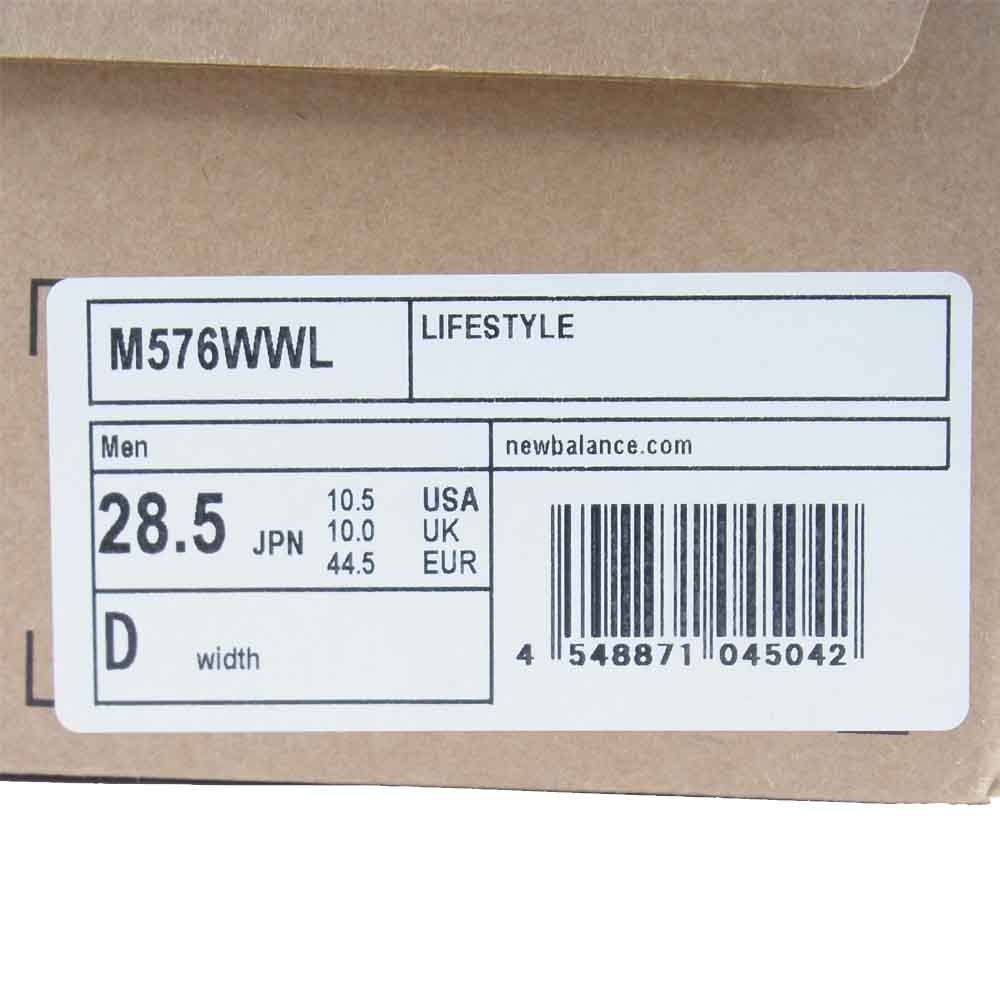 M576WWL
LIFESTYLE
Men
newbalance.com
28.5 JPN
10.5 USA
10.0 UK
44.5 EUR
D width
4 548871 045042